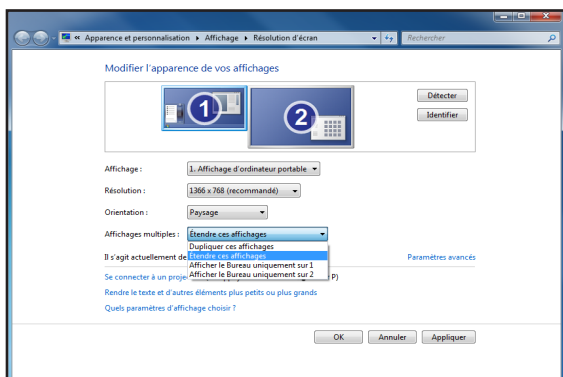 « Apparence et personnalisation ▸ Affichage ▸ Résolution d'écran
Rechercher
Modifier l'apparence de vos affichages
1
2
Détecter
Identifier
Affichage :
1. Affichage d'ordinateur portable
Résolution :
1366 x 768 (recommandé)
Orientation :
Paysage
Affichages multiples :
Étendre ces affichages
Dupliquer ces affichages
Étendre ces affichages
Afficher le Bureau uniquement sur 1
Afficher le Bureau uniquement sur 2
Il s'agit actuellement de
Paramètres avancés
Se connecter à un proje P)
Rendre le texte et d'autres éléments plus petits ou plus grands
Quels paramètres d'affichage choisir ?
OK
Annuler
Appliquer